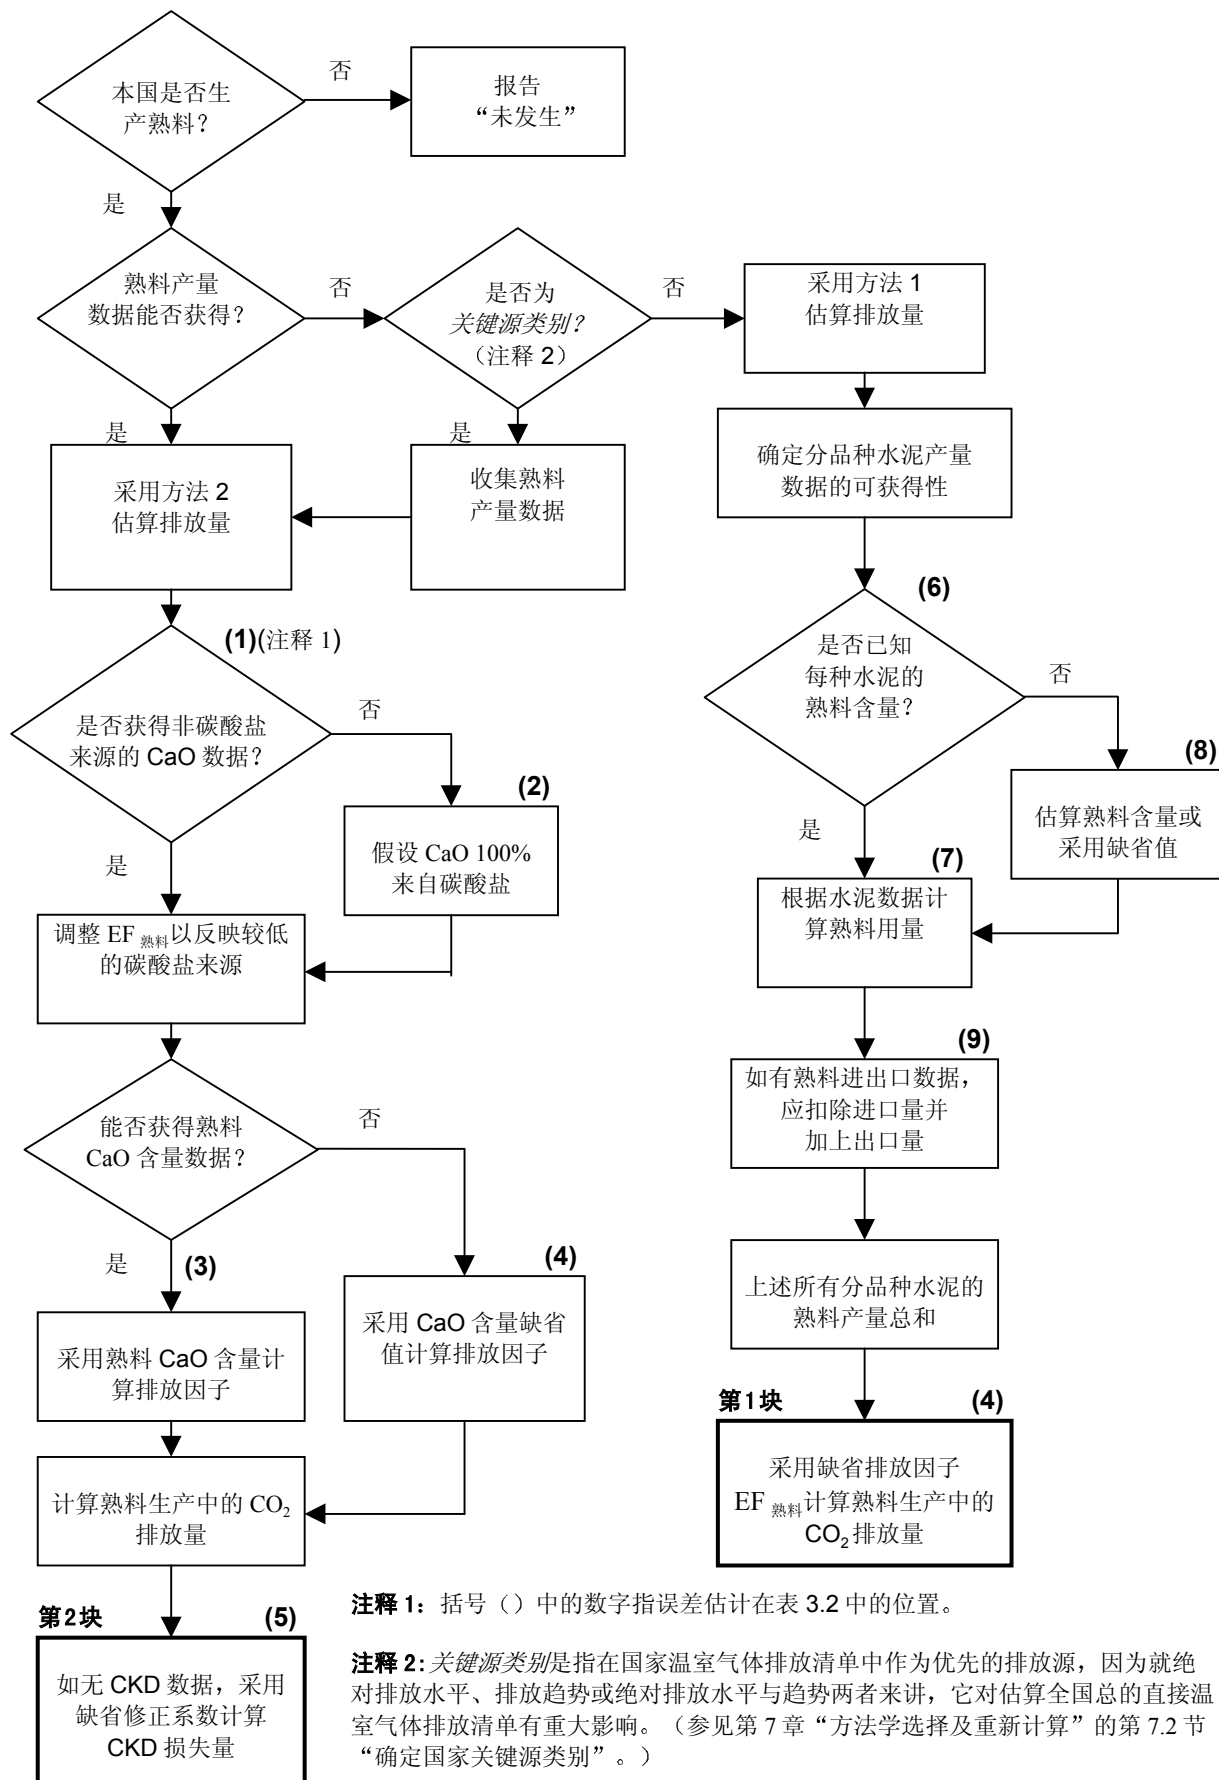 本国是否生
产熟料？
否
报告
“未发生”
是
熟料产量
数据能否获得？
否
是否为
关键源类别？
（注释 2）
否
采用方法 1
估算排放量
是
采用方法 2
估算排放量
是
收集熟料
产量数据
确定分品种水泥产量
数据的可获得性
(1)(注释 1)
是否获得非碳酸盐
来源的 CaO 数据？
否
(2)
假设 CaO 100%
来自碳酸盐
是
调整 EF 熟料以反映较低
的碳酸盐来源
能否获得熟料
CaO 含量数据？
否
是
(3)
采用熟料 CaO 含量计
算排放因子
(4)
采用 CaO 含量缺省
值计算排放因子
计算熟料生产中的 CO₂
排放量
第2块
(5)
如无 CKD 数据，采用
缺省修正系数计算
CKD 损失量
(6)
是否已知
每种水泥的
熟料含量？
否
(8)
估算熟料含量或
采用缺省值
是
(7)
根据水泥数据计
算熟料用量
(9)
如有熟料进出口数据，
应扣除进口量并
加上出口量
上述所有分品种水泥的
熟料产量总和
第1块
(4)
采用缺省排放因子
EF 熟料计算熟料生产中的
CO₂排放量
注释 1：括号（）中的数字指误差估计在表 3.2 中的位置。
注释 2：关键源类别是指在国家温室气体排放清单中作为优先的排放源，因为就绝
对排放水平、排放趋势或绝对排放水平与趋势两者来讲，它对估算全国总的直接温
室气体排放清单有重大影响。（参见第 7 章“方法学选择及重新计算”的第 7.2 节
“确定国家关键源类别”。）